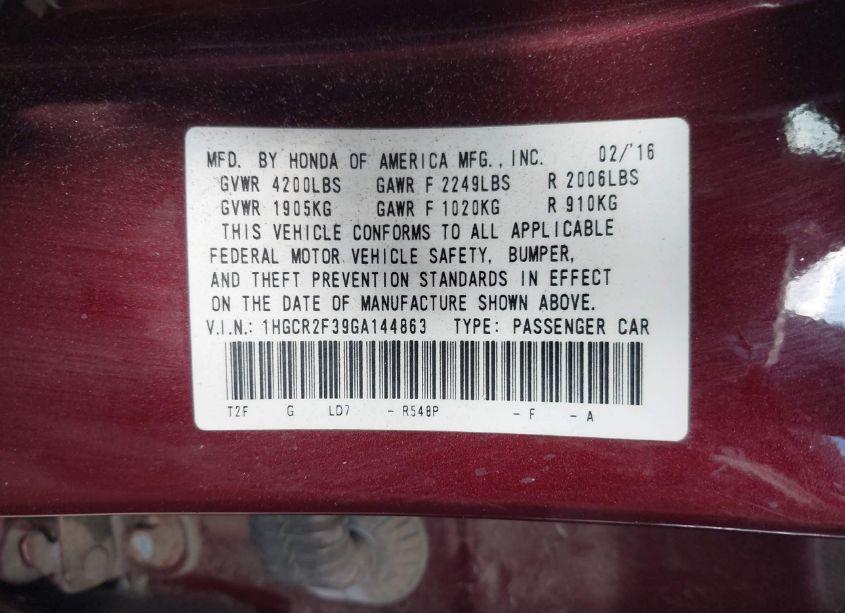 MFD. BY HONDA OF AMERICA MFG., INC. 02/'16
GVWR 4200LBS GAWR F 2249LBS R 2006LBS
GVWR 1905KG GAWR F 1020KG R 910KG
THIS VEHICLE CONFORMS TO ALL APPLICABLE
FEDERAL MOTOR VEHICLE SAFETY, BUMPER,
AND THEFT PREVENTION STANDARDS IN EFFECT
ON THE DATE OF MANUFACTURE SHOWN ABOVE.
V.I.N.: 1HGCR2F39GA144863 TYPE: PASSENGER CAR
T2F G LD7 - R548P - F - A